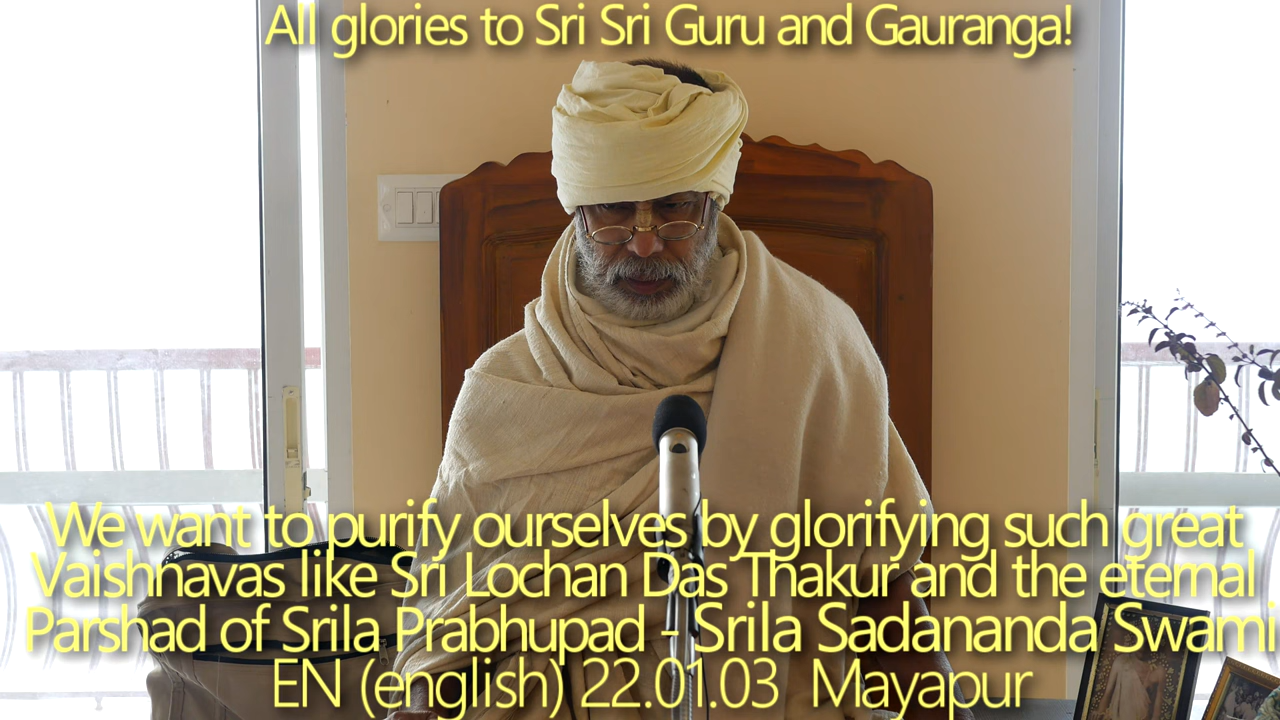 All glories to Sri Sri Guru and Gauranga!
We want to purify ourselves by glorifying such great
Vaishnavas like Sri Lochan Das Thakur and the eternal
Parshad of Srila Prabhupad - Srila Sadananda Swami
EN (english) 22.01.03 Mayapur